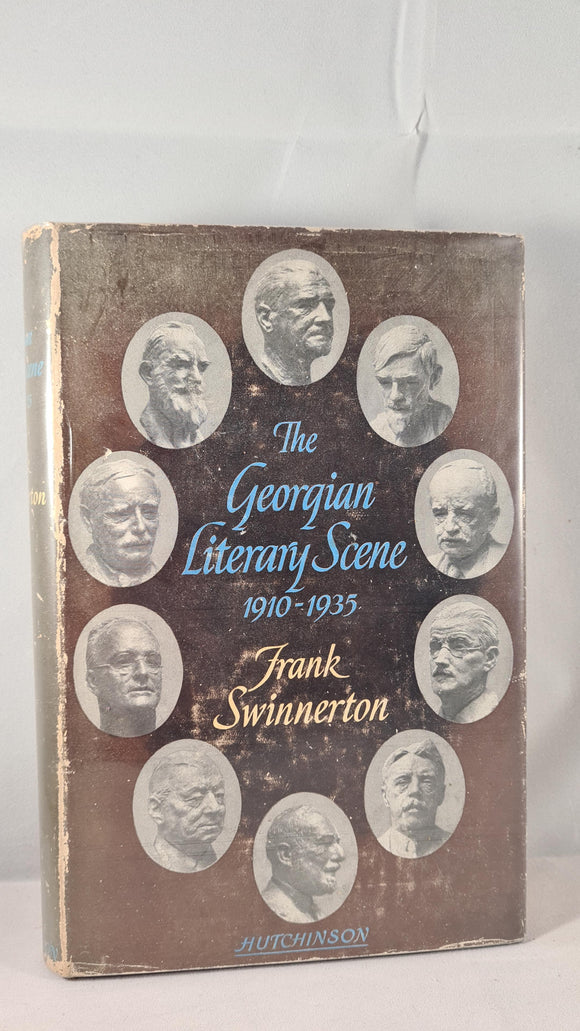 The
Georgian
Literary Scene
1910-1935
Frank
Swinnerton
HUTCHINSON